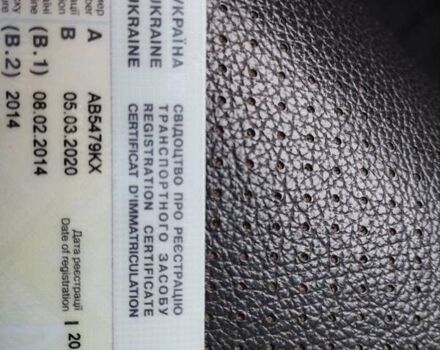 УКРАЇНА
UKRAINE
UKRAINE
СВІДОЦТВО ПРО РЕЄСТРАЦІЮ
ТРАНСПОРТНОГО ЗАСОБУ
REGISTRATION CERTIFICATE
CERTIFICAT D'IMMATRICULATION
A AB5479KX
B 05.03.2020
(B.1) 08.02.2014
(B.2) 2014
Дата реєстрації
Date of registration
I 20